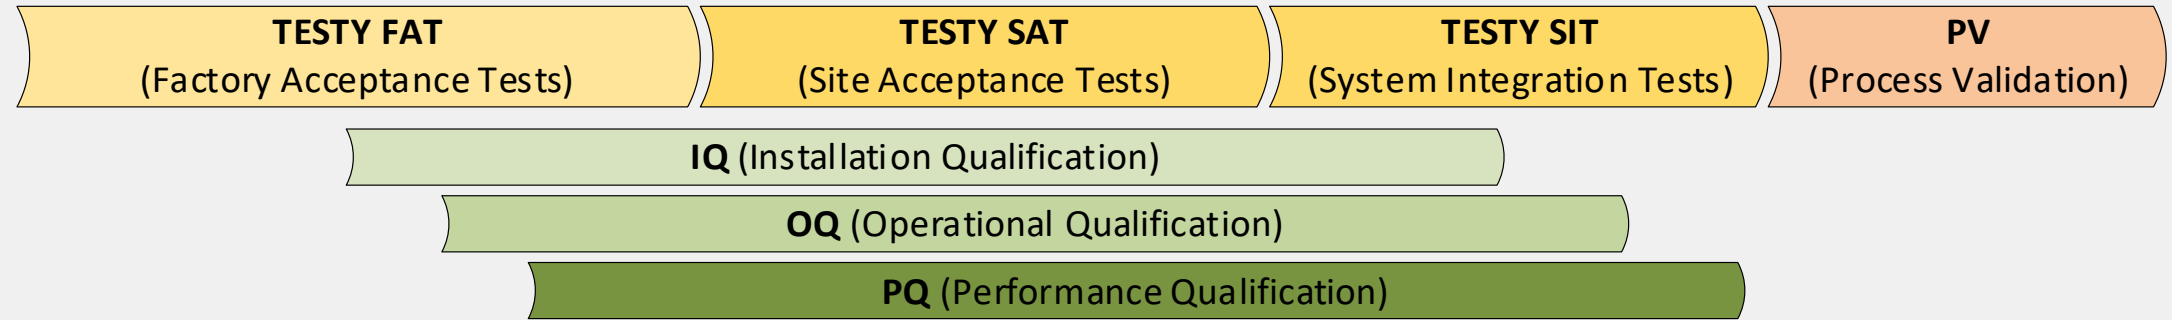 TESTY FAT
(Factory Acceptance Tests)
TESTY SAT
(Site Acceptance Tests)
TESTY SIT
(System Integration Tests)
PV
(Process Validation)
IQ (Installation Qualification)
OQ (Operational Qualification)
PQ (Performance Qualification)